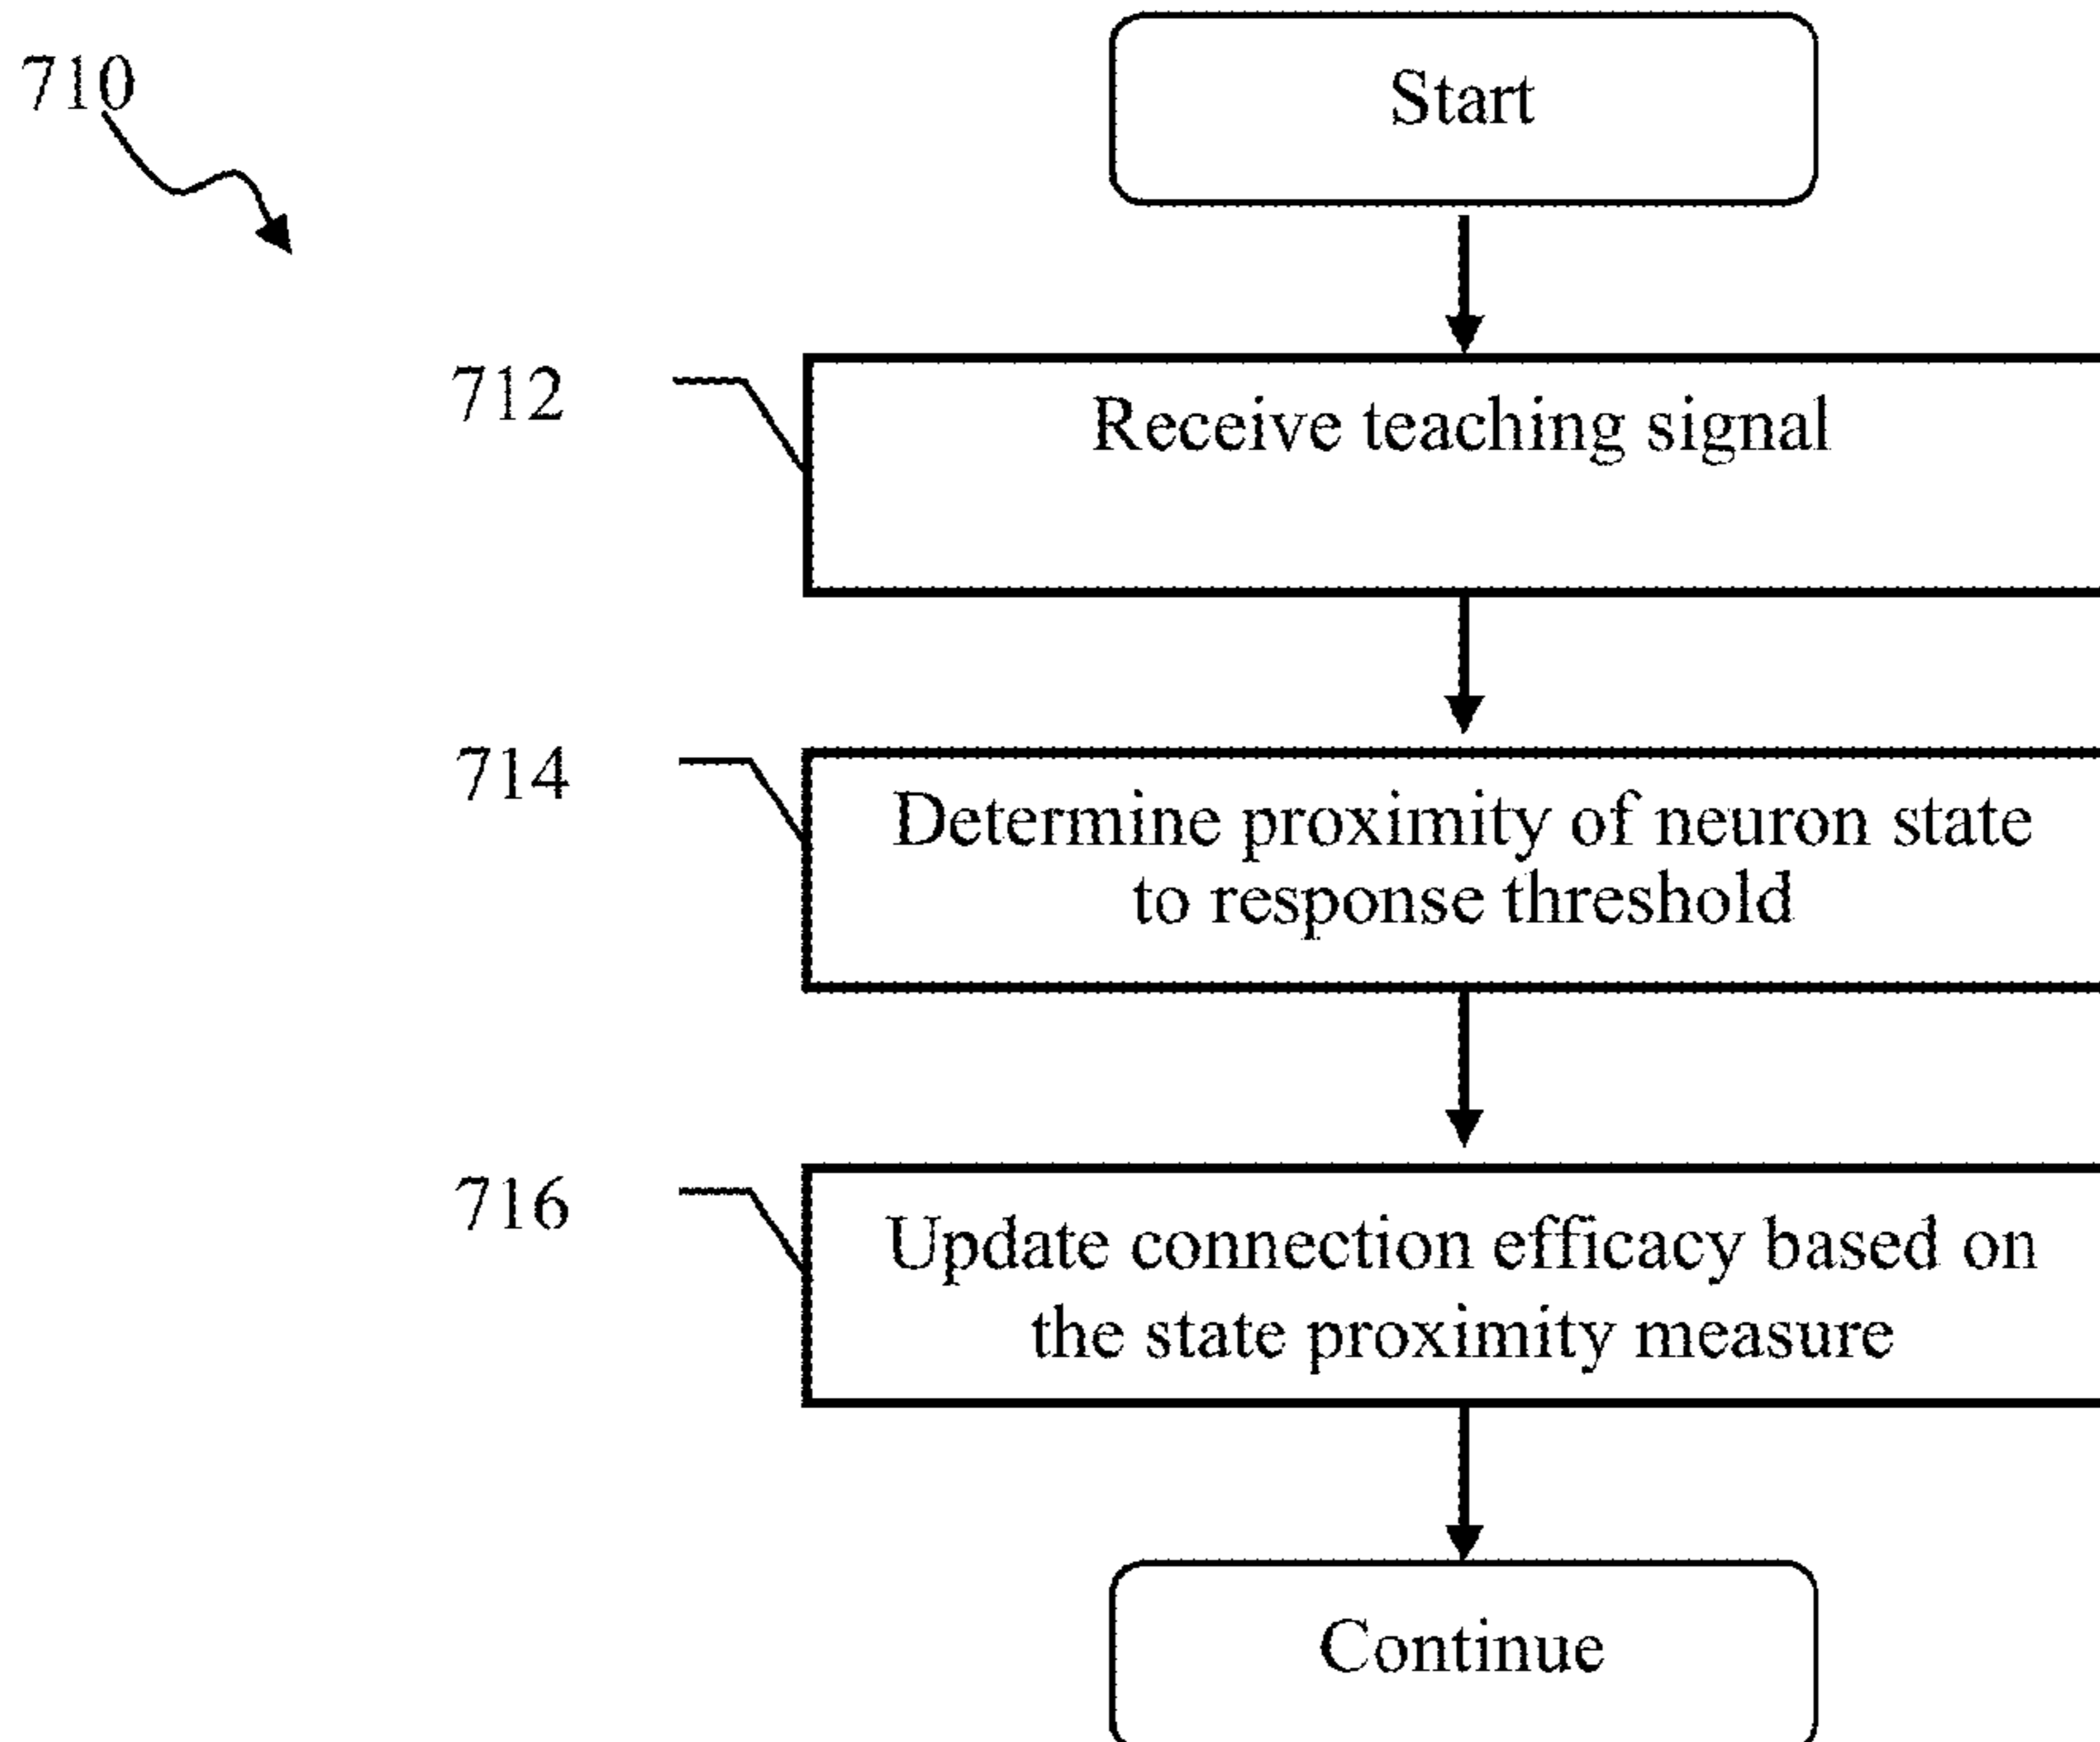 710
Start
712
Receive teaching signal
714
Determine proximity of neuron state
to response threshold
716
Update connection efficacy based on
the state proximity measure
Continue